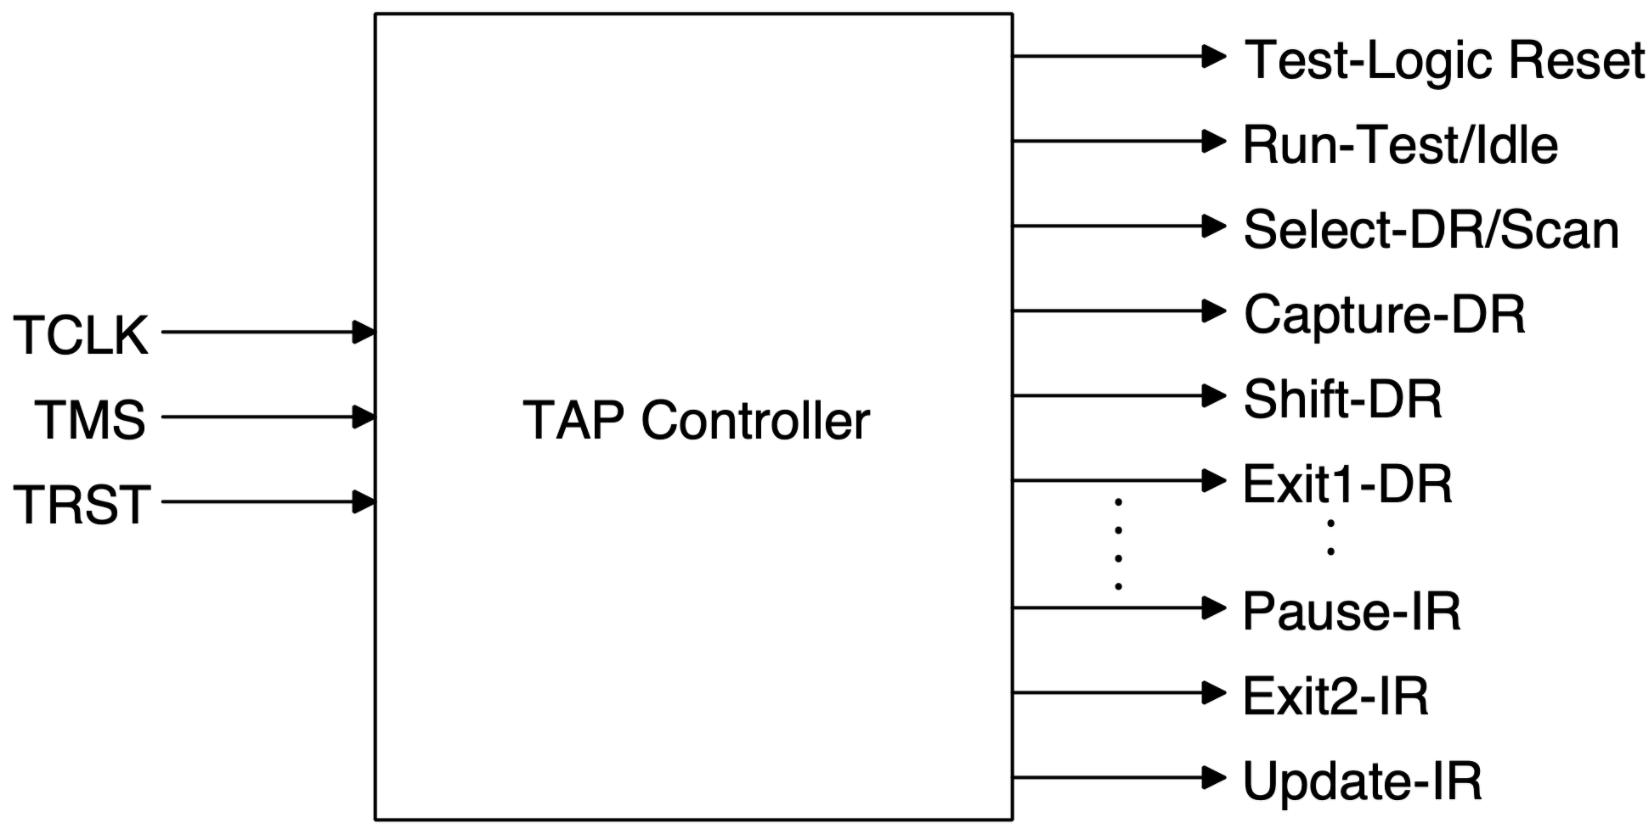 Test-Logic Reset
Run-Test/Idle
Select-DR/Scan
Capture-DR
Shift-DR
Exit1-DR
Pause-IR
Exit2-IR
Update-IR
TCLK
TMS
TRST
TAP Controller